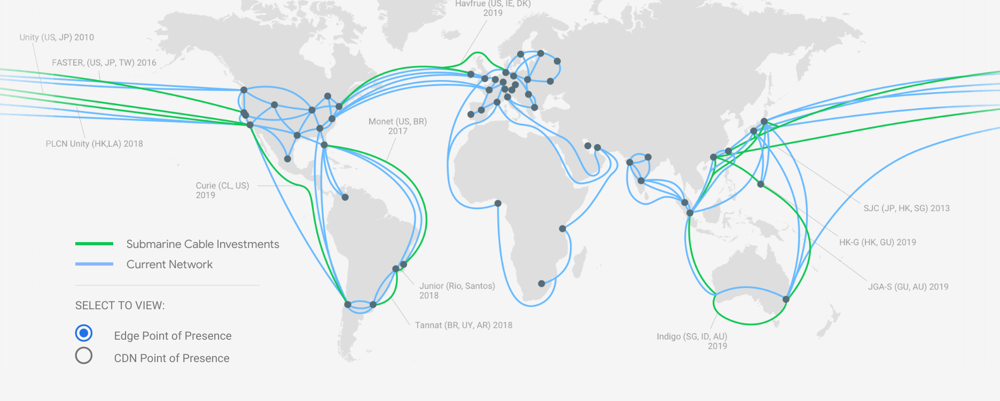 Havfrue (US, IE, DK)
2019
Unity (US, JP) 2010
FASTER, (US, JP, TW) 2016
PLCN Unity (HK,LA) 2018
Monet (US, BR)
2017
Curie (CL, US)
2019
SJC (JP, HK, SG) 2013
HK-G (HK, GU) 2019
JGA-S (GU, AU) 2019
Junior (Rio, Santos)
2018
Tannat (BR, UY, AR) 2018
Indigo (SG, ID, AU)
2019
Submarine Cable Investments
Current Network
SELECT TO VIEW:
Edge Point of Presence
CDN Point of Presence